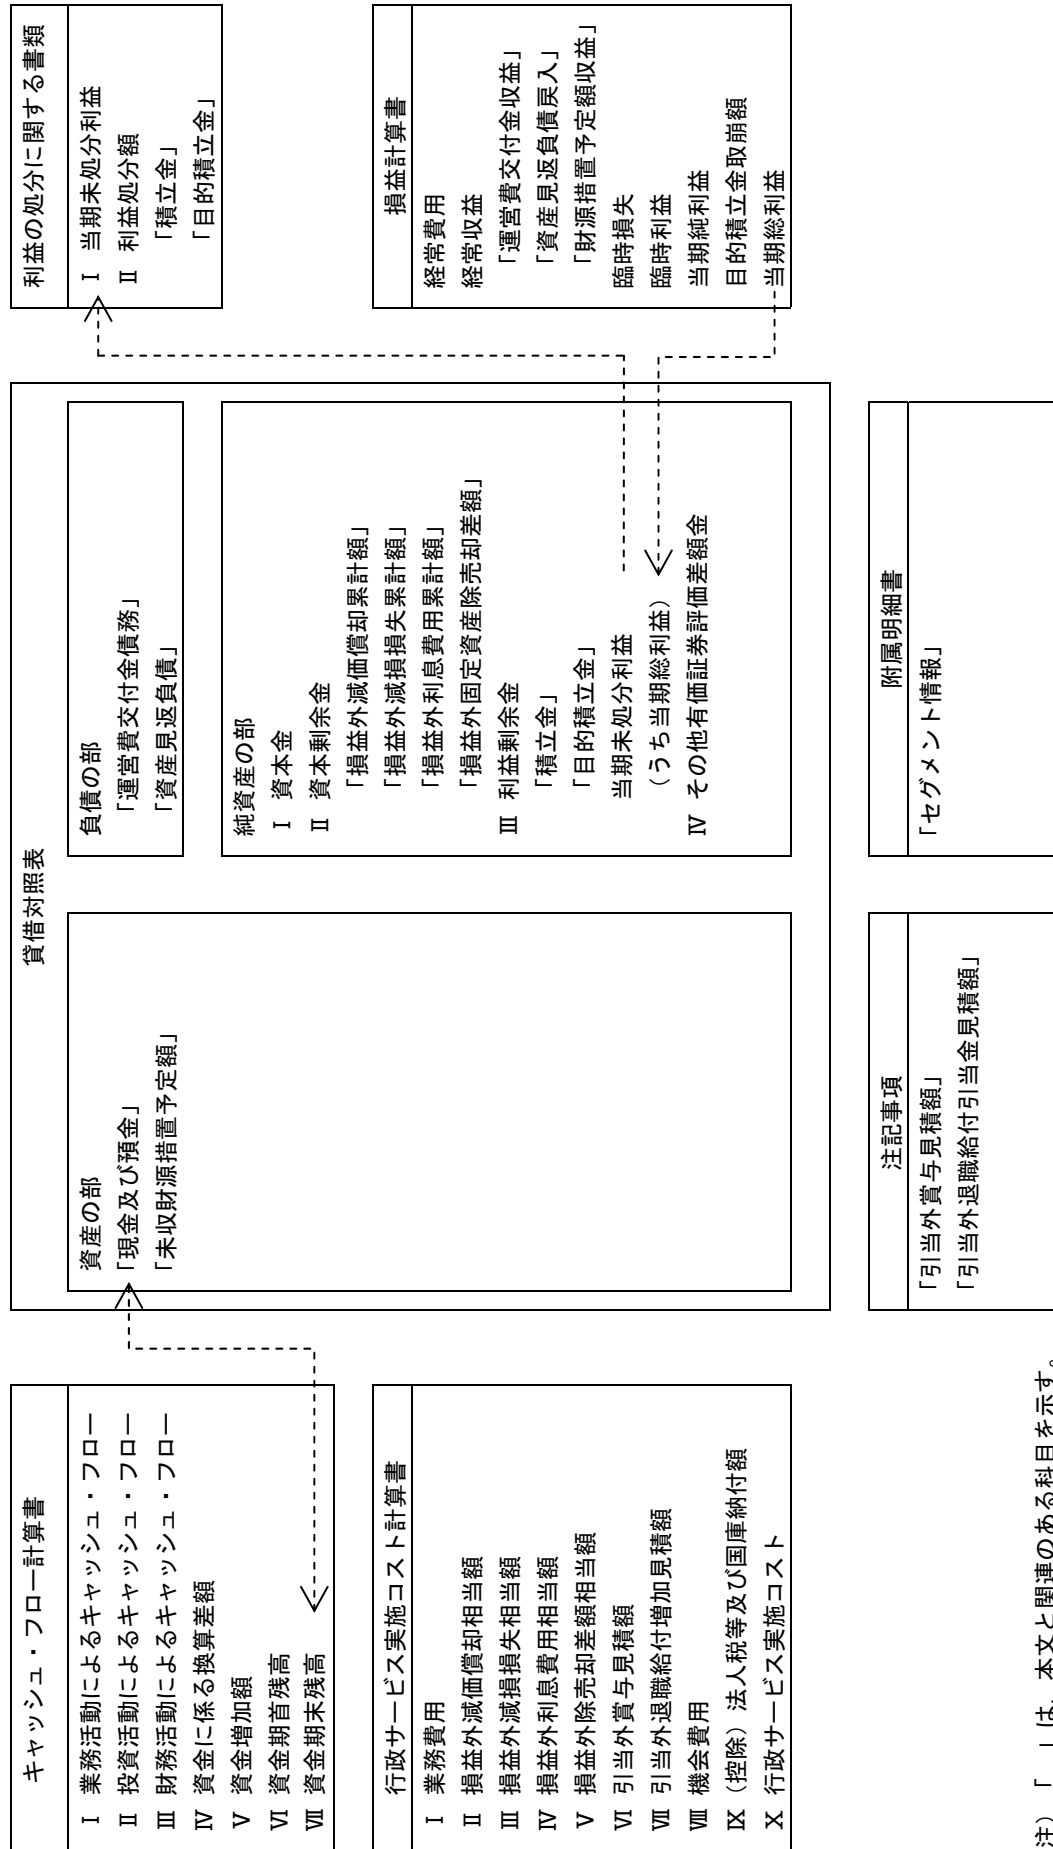 キャッシュ・フロー計算書
Ⅰ 業務活動によるキャッシュ・フロー
Ⅱ 投資活動によるキャッシュ・フロー
Ⅲ 財務活動によるキャッシュ・フロー
Ⅳ 資金に係る換算差額
Ⅴ 資金増加額
Ⅵ 資金期首残高
Ⅶ 資金期末残高
行政サービス実施コスト計算書
Ⅰ 業務費用
Ⅱ 損益外減価償却相当額
Ⅲ 損益外減損損失相当額
Ⅳ 損益外利息費用相当額
Ⅴ 損益外除売却差額相当額
Ⅵ 引当外賞与見積額
Ⅶ 引当外退職給付増加見積額
Ⅷ 機会費用
Ⅸ （控除）法人税等及び国庫納付額
Ⅹ 行政サービス実施コスト
貸借対照表
資産の部
「現金及び預金」
「未収財源措置予定額」
負債の部
「運営費交付金債務」
「資産見返負債」
純資産の部
Ⅰ 資本金
Ⅱ 資本剰余金
「損益外減価償却累計額」
「損益外減損損失累計額」
「損益外利息費用累計額」
「損益外固定資産除売却差額」
Ⅲ 利益剰余金
「積立金」
「目的積立金」
当期未処分利益
（うち当期総利益）
Ⅳ その他有価証券評価差額金
利益の処分に関する書類
Ⅰ 当期未処分利益
Ⅱ 利益処分額
「積立金」
「目的積立金」
損益計算書
経常費用
経常収益
「運営費交付金収益」
「資産見返負債戻入」
「財源措置予定額収益」
臨時損失
臨時利益
当期純利益
目的積立金取崩額
当期総利益
注記事項
「引当外賞与見積額」
「引当外退職給付引当金見積額」
附属明細書
「セグメント情報」
注）「 」は、本文と関連のある科目を示す。